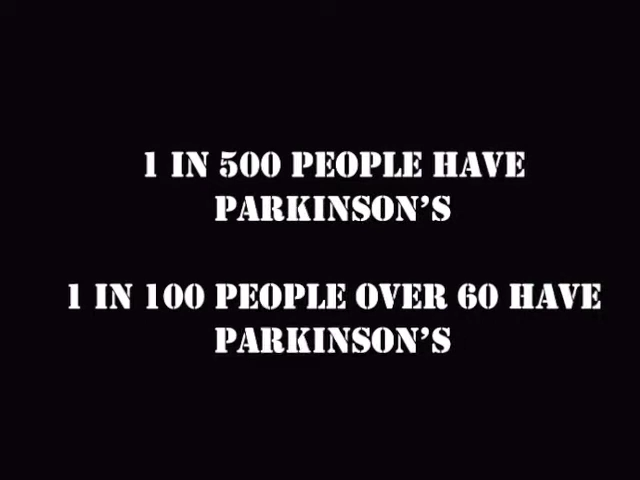 1 IN 500 PEOPLE HAVE
PARKINSON'S
1 IN 100 PEOPLE OVER 60 HAVE
PARKINSON'S